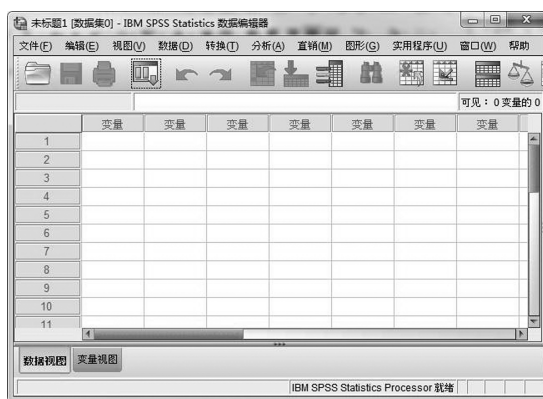 未标题1 [数据集0] - IBM SPSS Statistics 数据编辑器
文件(F) 编辑(E) 视图(V) 数据(D) 转换(T) 分析(A) 直销(M) 图形(G) 实用程序(U) 窗口(W) 帮助
可见： 0 变量的 0
变量 变量 变量 变量 变量 变量 变量
1
2
3
4
5
6
7
8
9
10
11
数据视图 变量视图
IBM SPSS Statistics Processor 就绪